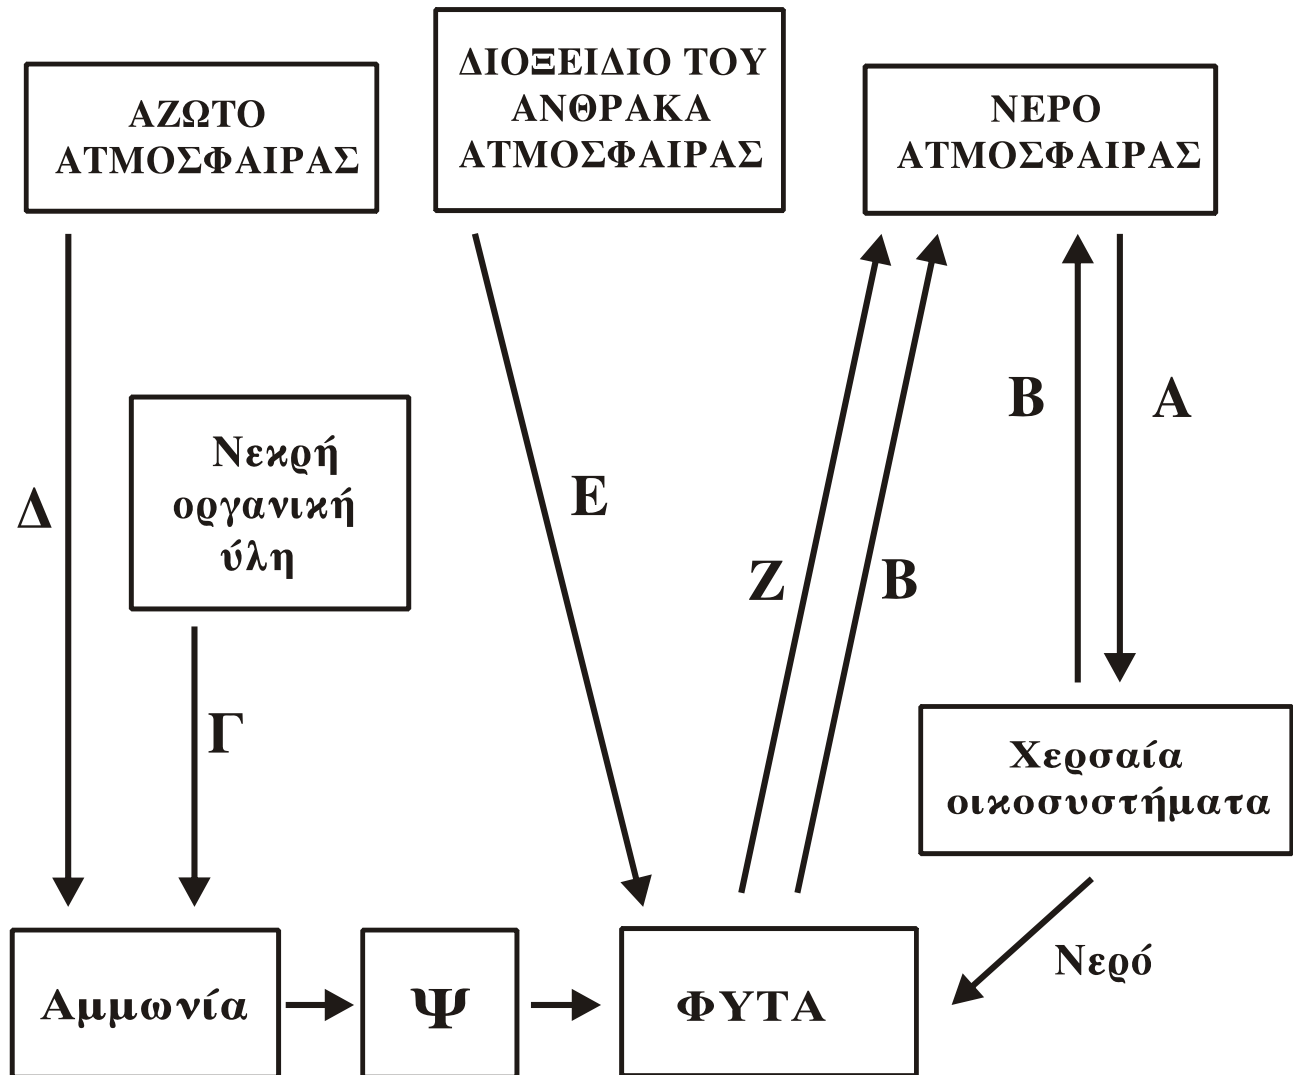 ΑΖΩΤΟ
ΑΤΜΟΣΦΑΙΡΑΣ
ΔΙΟΞΕΙΔΙΟ ΤΟΥ
ΑΝΘΡΑΚΑ
ΑΤΜΟΣΦΑΙΡΑΣ
ΝΕΡΟ
ΑΤΜΟΣΦΑΙΡΑΣ
Δ
Νεκρή
οργανική
ύλη
Γ
Ε
Ζ
Β
Β
Α
Χερσαία
οικοσυστήματα
Νερό
Αμμωνία
Ψ
ΦΥΤΑ